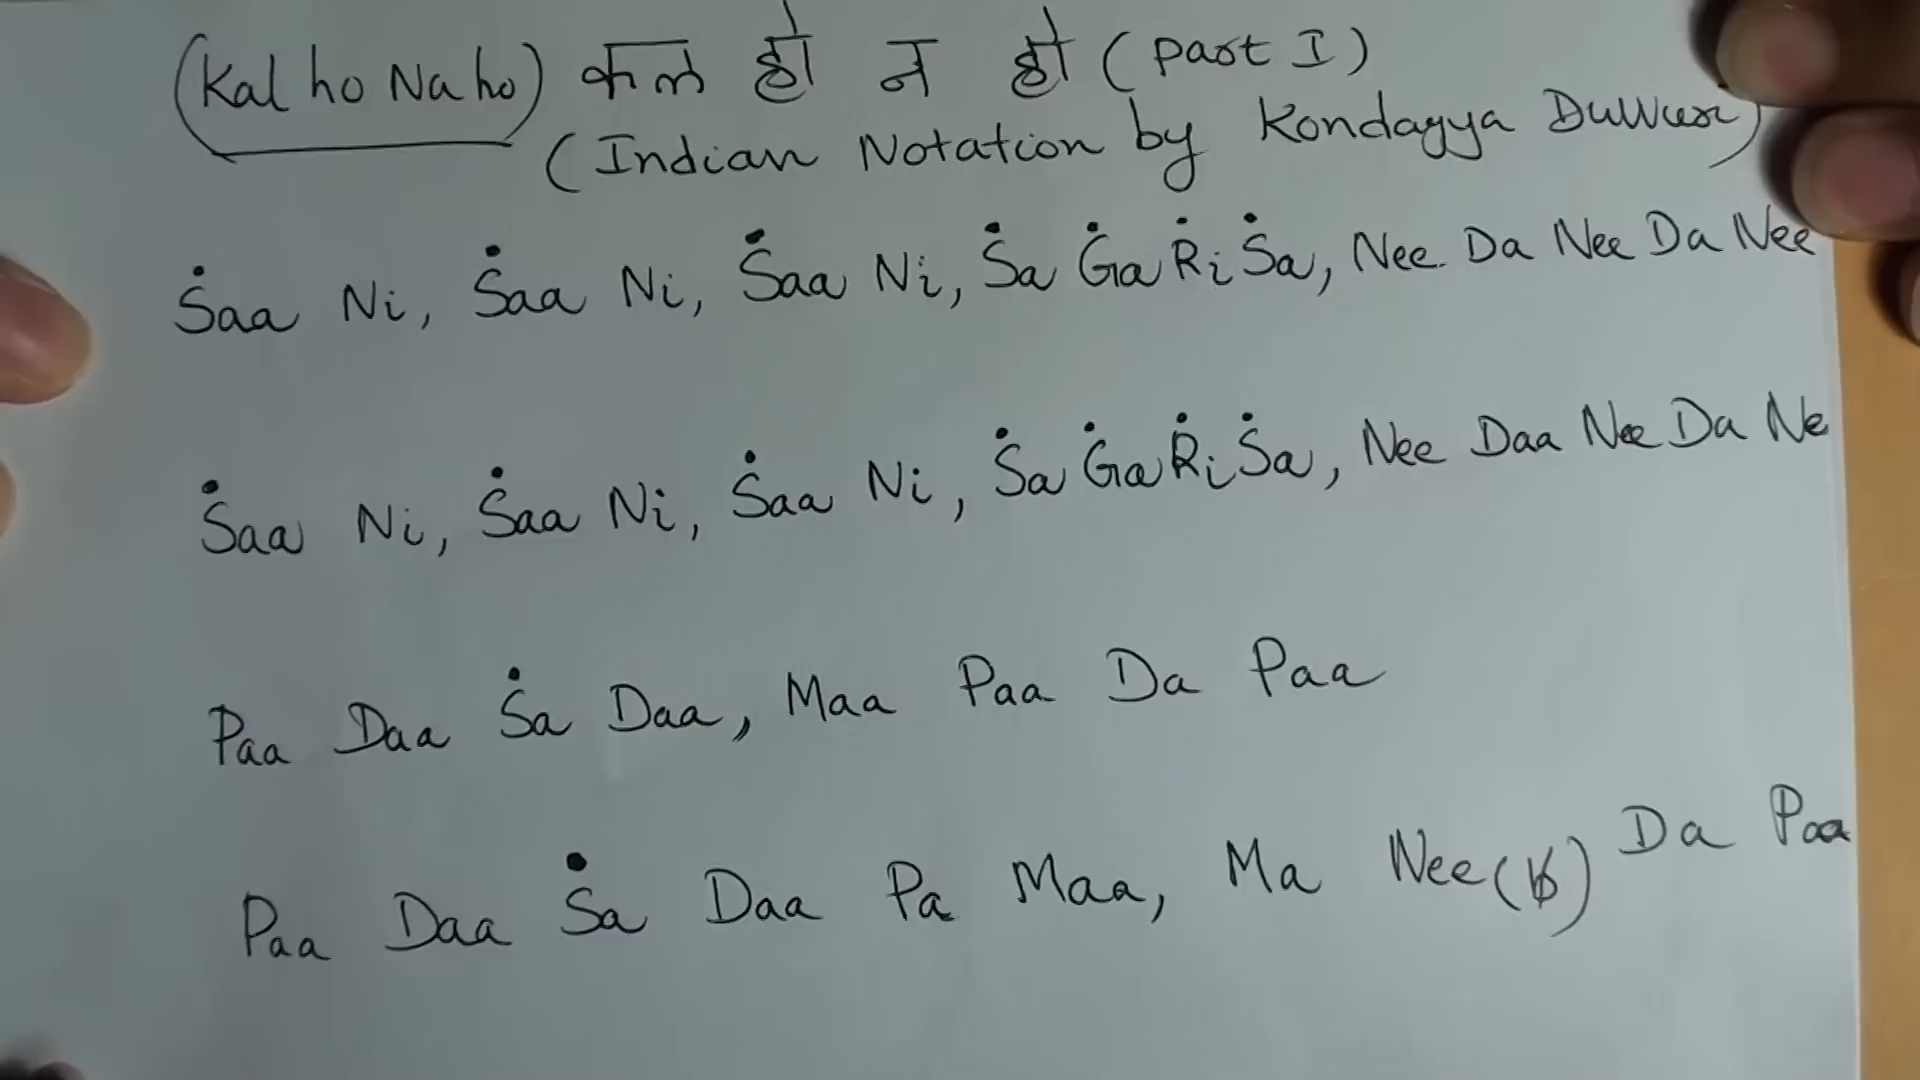 (Kal ho Na ho) कल हो न हो (Part I)
(Indian Notation by Kondayya Duwur)
Ṡaa Ni, Ṡaa Ni, Ṡaa Ni, Ṡa Ġa Ṙi Ṡa, Nee Da Nee Da Nee
Ṡaa Ni, Ṡaa Ni, Ṡaa Ni, Ṡa Ġa Ṙi Ṡa, Nee Daa Nee Da Ne
Paa Daa Ṡa Daa, Maa Paa Da Paa
Paa Daa Ṡa Daa Pa Maa, Ma Nee (k) Da Paa